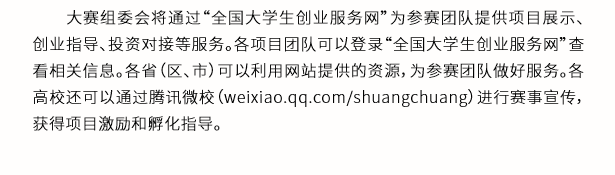 大赛组委会将通过“全国大学生创业服务网”为参赛团队提供项目展示、
创业指导、投资对接等服务。各项目团队可以登录“全国大学生创业服务网”查
看相关信息。各省（区、市）可以利用网站提供的资源，为参赛团队做好服务。各
高校还可以通过腾讯微校（weixiao.qq.com/shuangchuang）进行赛事宣传，
获得项目激励和孵化指导。